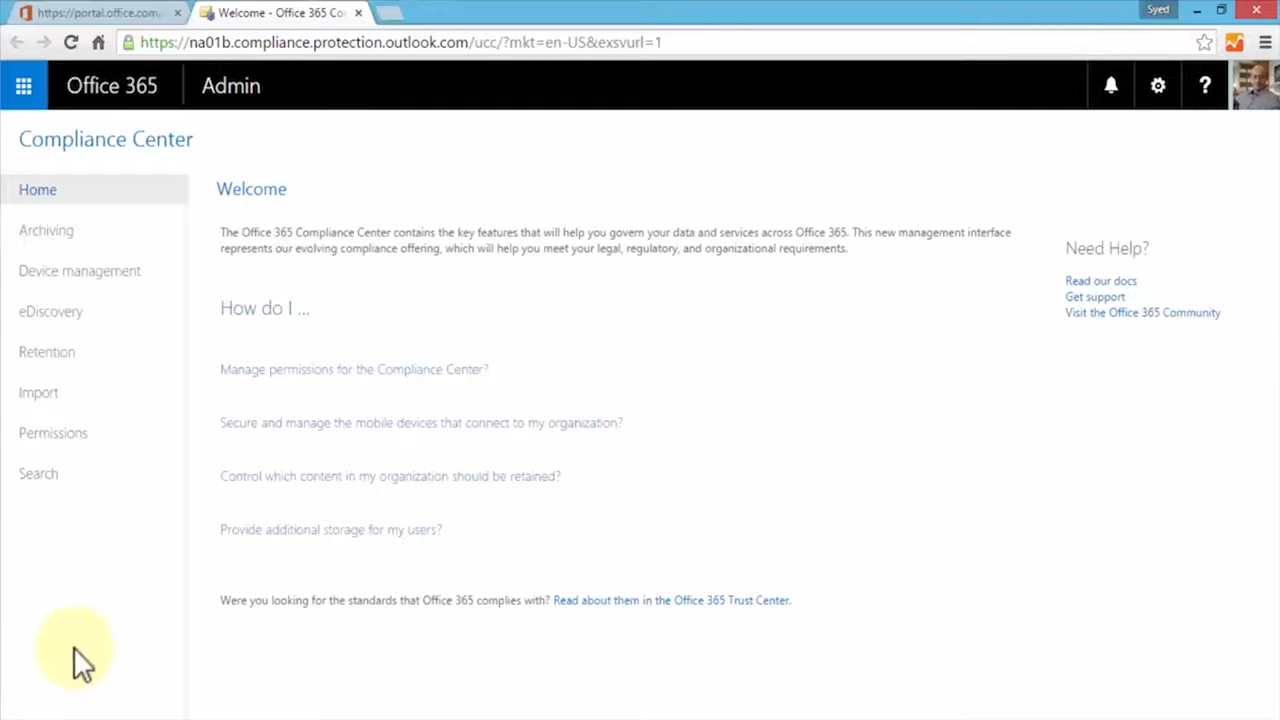 https://portal.office.com,
Welcome - Office 365 Co
Syed
https://na01b.compliance.protection.outlook.com/ucc/?mkt=en-US&exsvurl=1
Office 365
Admin
?
Compliance Center
Home
Archiving
Device management
eDiscovery
Retention
Import
Permissions
Search
Welcome
The Office 365 Compliance Center contains the key features that will help you govern your data and services across Office 365. This new management interface
represents our evolving compliance offering, which will help you meet your legal, regulatory, and organizational requirements.
How do I ...
Manage permissions for the Compliance Center?
Secure and manage the mobile devices that connect to my organization?
Control which content in my organization should be retained?
Provide additional storage for my users?
Were you looking for the standards that Office 365 complies with? Read about them in the Office 365 Trust Center.
Need Help?
Read our docs
Get support
Visit the Office 365 Community